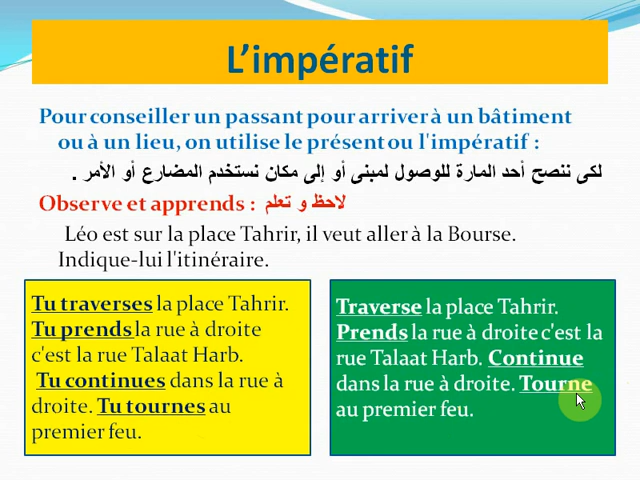 L’impératif
Pour conseiller un passant pour arriver à un bâtiment
ou à un lieu, on utilise le présent ou l'impératif :
لكى ننصح أحد المارة للوصول لمبنى أو إلى مكان نستخدم المضارع أو الأمر .
Observe et apprends : لاحظ و تعلم
Léo est sur la place Tahrir, il veut aller à la Bourse.
Indique-lui l'itinéraire.
Tu traverses la place Tahrir.
Tu prends la rue à droite
c'est la rue Talaat Harb.
Tu continues dans la rue à
droite. Tu tournes au
premier feu.
Traverse la place Tahrir.
Prends la rue à droite c'est la
rue Talaat Harb. Continue
dans la rue à droite. Tourne
au premier feu.